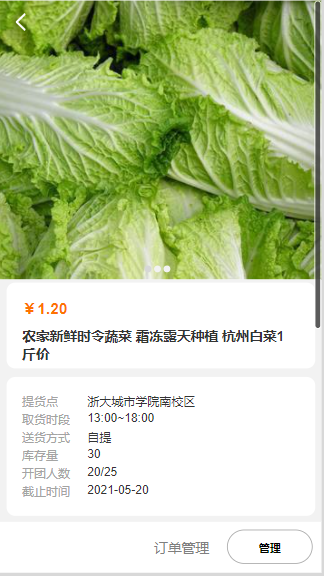 ￥1.20
农家新鲜时令蔬菜 霜冻露天种植 杭州白菜1
斤价
提货点 浙大城市学院南校区
取货时段 13:00~18:00
送货方式 自提
库存量 30
开团人数 20/25
截止时间 2021-05-20
订单管理 管理